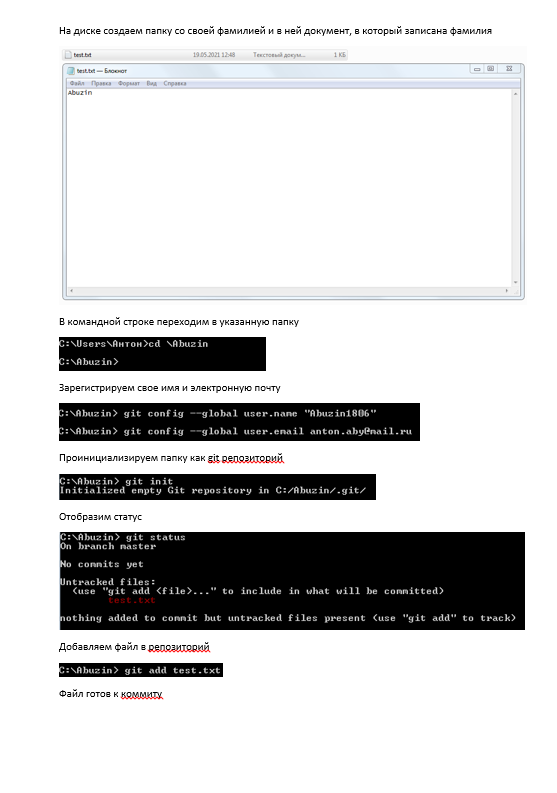 На диске создаем папку со своей фамилией и в ней документ, в который записана фамилия
test.txt 19.05.2021 12:48 Текстовый докум... 1 КБ
test.txt — Блокнот
Файл Правка Формат Вид Справка
Abuzin
В командной строке переходим в указанную папку
C:\Users\Антон>cd \Abuzin
C:\Abuzin>
Зарегистрируем свое имя и электронную почту
C:\Abuzin> git config --global user.name "Abuzin1806"
C:\Abuzin> git config --global user.email anton.aby@mail.ru
Проинициализируем папку как git репозиторий
C:\Abuzin> git init
Initialized empty Git repository in C:/Abuzin/.git/
Отобразим статус
C:\Abuzin> git status
On branch master
No commits yet
Untracked files:
(use "git add <file>..." to include in what will be committed)
test.txt
nothing added to commit but untracked files present (use "git add" to track)
Добавляем файл в репозиторий
C:\Abuzin> git add test.txt
Файл готов к коммиту